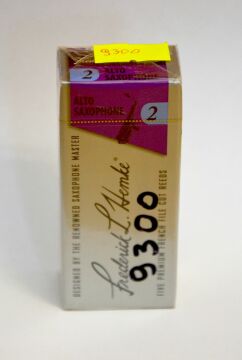 9300
2 ALTO
SAXOPHONE
ALTO
SAXOPHONE
2
DESIGNED BY THE RENOWNED SAXOPHONE MASTER
Frederick L. Hemke
9300
FIVE PREMIUM FRENCH FILE CUT REEDS